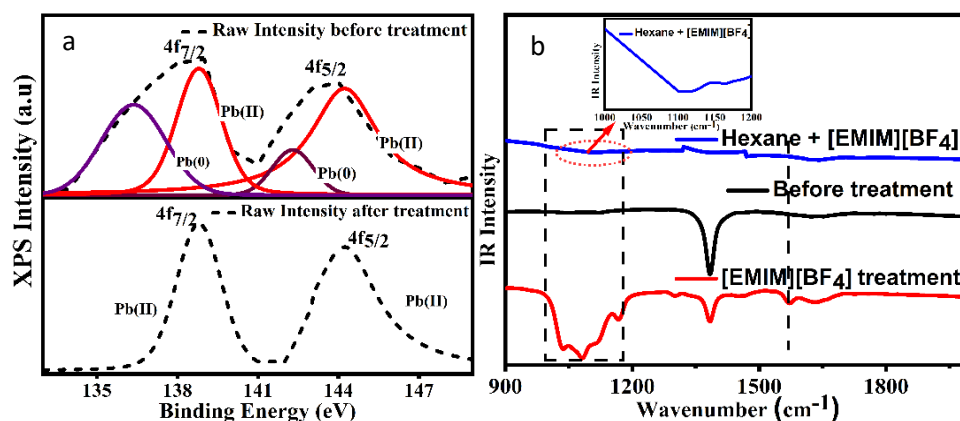 a
Raw Intensity before treatment
4f7/2
4f5/2
Pb(II)
Pb(II)
Pb(0)
Pb(0)
Raw Intensity after treatment
4f7/2
4f5/2
Pb(II)
Pb(II)
XPS Intensity (a.u)
135 138 141 144 147
Binding Energy (eV)
b
Hexane + [EMIM][BF4]
IR Intensity
1000 1050 1100 1150 1200
Wavenumber (cm-1)
Hexane + [EMIM][BF4]
Before treatment
[EMIM][BF4] treatment
IR Intensity
900 1200 1500 1800
Wavenumber (cm-1)